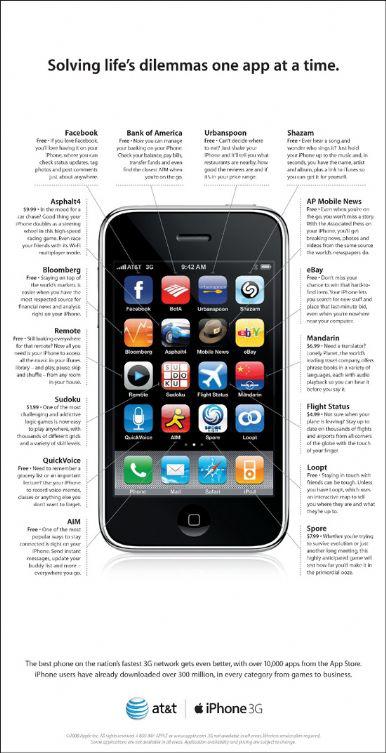 Solving life's dilemmas one app at a time.
Facebook
Free • If you love Facebook,
you'll love having it on your
iPhone, where you can
check status updates, tag
photos and post comments
just about anywhere.
Bank of America
Free • Now you can manage
your banking on your iPhone.
Check your balance, pay bills,
transfer funds and even
find the closest ATM when
you're on the go.
Urbanspoon
Free • Can't decide where
to eat? Just shake your
iPhone and it'll tell you what
restaurants are nearby, how
good the reviews are and if
it's in your price range.
Shazam
Free • Ever hear a song and
wonder who sings it? Just hold
your iPhone up to the music and, in
seconds, you have the name, artist
and album, plus a link to iTunes so
you can get it for yourself.
Asphalt4
$9.99 • In the mood for a
car chase? Good thing your
iPhone doubles as a steering
wheel in this high-speed
racing game. Even race
your friends with its Wi-Fi
multiplayer mode.
Bloomberg
Free • Staying on top of
the world's markets is
easier when you have the
most respected source for
financial news and analysis
right on your iPhone.
Remote
Free • Still looking everywhere
for that remote? Now all you
need is your iPhone to access
all the music in your iTunes
library – and play, pause, skip
and shuffle – from any room
in your house.
Sudoku
One of the most
challenging and addictive
logic games is now easy
to play anywhere, with
thousands of different grids
and a variety of skill levels.
QuickVoice
Free • Need to remember a
grocery list or an important
lecture? Use your iPhone
to record voice memos,
classes or anything else you
don't want to forget.
AIM
Free • One of the most
popular ways to stay
connected is right on your
iPhone. Send instant
messages, update your
buddy list and more –
everywhere you go.
AT&T 3G 9:42 AM
Facebook BofA Urbanspoon Shazam
Bloomberg Asphalt4 Mobile News eBay
Remote Sudoku Flight Status Mandarin
QuickVoice AIM Spore Loopt
Phone Mail Safari iPod
AP Mobile News
Free • Even when you're on
the go, you won't miss a story.
With the Associated Press on
your iPhone, you'll get
breaking news, photos and
videos from the same source
the world's newspapers do.
eBay
Free • Don't miss your
chance to win that hard-to-
find item. Your iPhone lets
you search for new stuff and
place that last-minute bid,
even when you're nowhere
near your computer.
Mandarin
Need a translator?
Lonely Planet, the world's
leading travel company, offers
phrase books in a variety of
languages, each with audio
playback so you can hear it
before you say it.
Flight Status
$4.99 • Not sure when your
plane is leaving? Stay up to
date on thousands of flights
and airports from all corners
of the globe with the touch
of your finger.
Loopt
Free • Staying in touch with
friends can be tough. Unless
you have Loopt, which uses
an interactive map to tell
you where they are and what
they're up to.
Spore
$7.99 • Whether you're trying
to survive evolution or just
another long meeting, this
highly anticipated game will
test how far you'll make it in
the primordial ooze.
The best phone on the nation's fastest 3G network gets even better, with over 10,000 apps from the App Store.
iPhone users have already downloaded over 300 million, in every category from games to business.
at&t iPhone 3G
Some applications are not available in all areas. Application availability and pricing are subject to change.